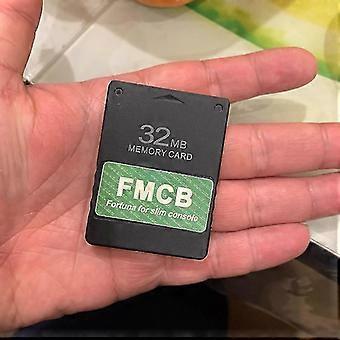 32MB
MEMORY CARD
FMCB
Fortuna for slim console